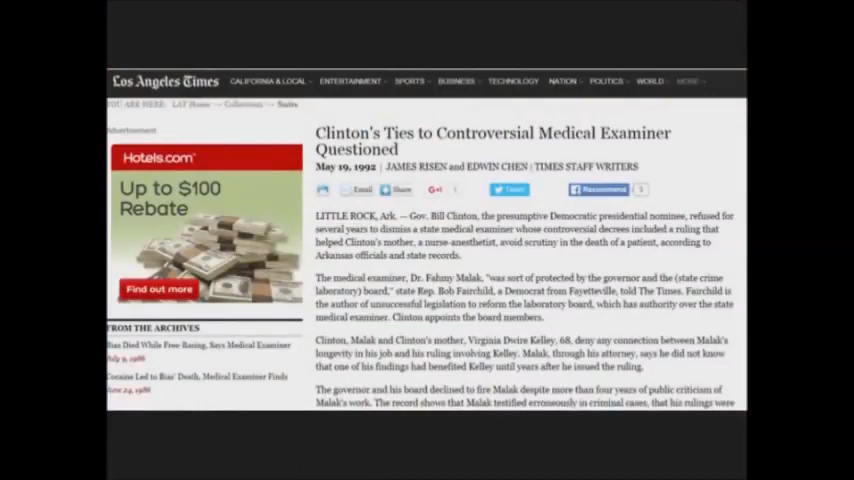 Los Angeles Times
CALIFORNIA & LOCAL ENTERTAINMENT SPORTS BUSINESS TECHNOLOGY NATION POLITICS WORLD MORE
YOU ARE HERE: LAT Home → Collections →
Advertisement
Hotels.com
Up to $100
Rebate
Find out more
FROM THE ARCHIVES
Bias Died While Free-Basing, Says Medical Examiner
July 9, 1986
Cocaine Led to Bias' Death, Medical Examiner Finds
June 24, 1986
Clinton's Ties to Controversial Medical Examiner
Questioned
May 19, 1992 | JAMES RISEN and EDWIN CHEN | TIMES STAFF WRITERS
Email Share G+1 1 Tweet Recommend 3
LITTLE ROCK, Ark. — Gov. Bill Clinton, the presumptive Democratic presidential nominee, refused for
several years to dismiss a state medical examiner whose controversial decrees included a ruling that
helped Clinton's mother, a nurse-anesthetist, avoid scrutiny in the death of a patient, according to
Arkansas officials and state records.
The medical examiner, Dr. Fahmy Malak, "was sort of protected by the governor and the (state crime
laboratory) board," state Rep. Bob Fairchild, a Democrat from Fayetteville, told The Times. Fairchild is
the author of unsuccessful legislation to reform the laboratory board, which has authority over the state
medical examiner. Clinton appoints the board members.
Clinton, Malak and Clinton's mother, Virginia Dwire Kelley, 68, deny any connection between Malak's
longevity in his job and his ruling involving Kelley. Malak, through his attorney, says he did not know
that one of his findings had benefited Kelley until years after he issued the ruling.
The governor and his board declined to fire Malak despite more than four years of public criticism of
Malak's work. The record shows that Malak testified erroneously in criminal cases, that his rulings were